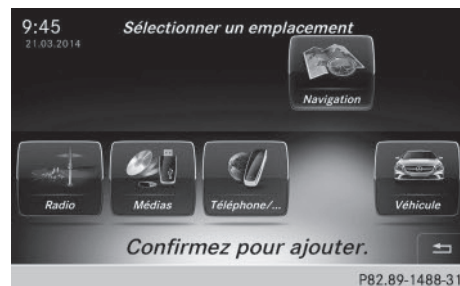 9:45
Sélectionner un emplacement
21.03.2014
Navigation
Radio
Médias
Téléphone/...
Véhicule
Confirmez pour ajouter.
P82.89-1488-31